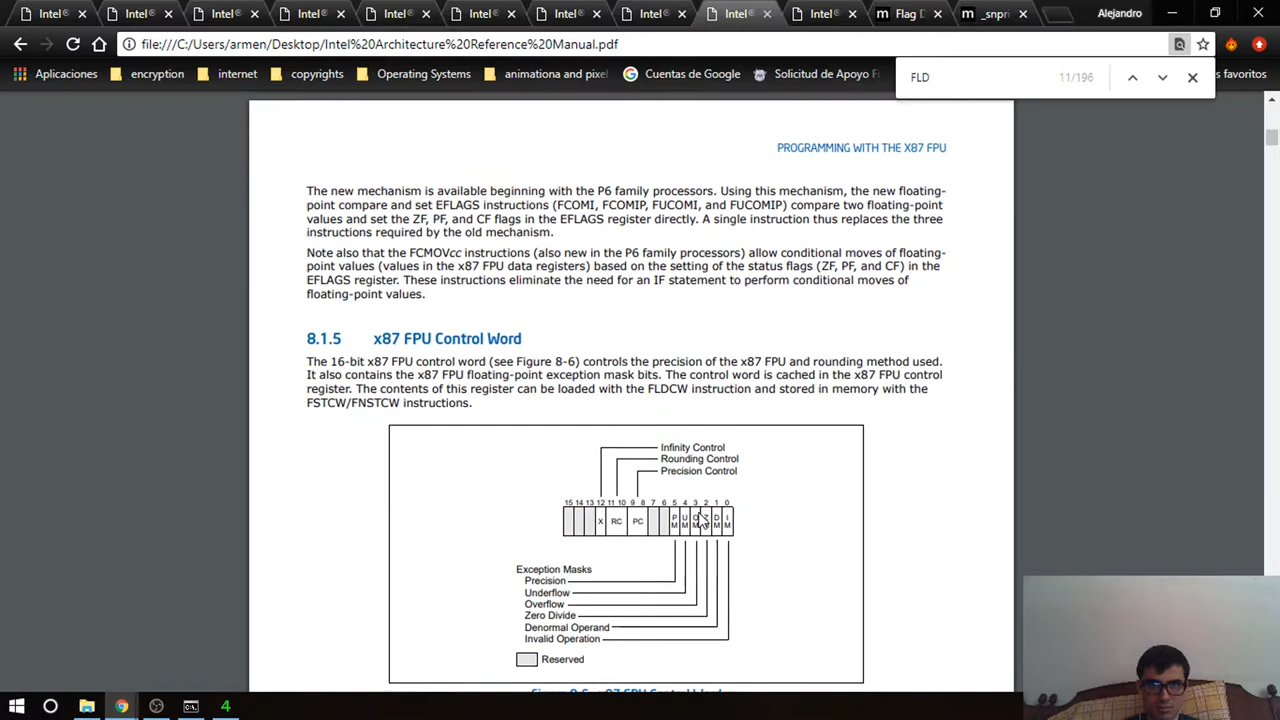 Intel®
Intel®
Intel®
Intel®
Intel®
Intel®
Intel®
Intel®
Intel®
Intel®
Flag D
_snpri
Alejandro
file:///C:/Users/armen/Desktop/Intel%20Architecture%20Reference%20Manual.pdf
Aplicaciones
encryption
internet
copyrights
Operating Systems
animationa and pixel
Cuentas de Google
Solicitud de Apoyo Fi
s favoritos
FLD
11/196
PROGRAMMING WITH THE X87 FPU
The new mechanism is available beginning with the P6 family processors. Using this mechanism, the new floating-
point compare and set EFLAGS instructions (FCOMI, FCOMIP, FUCOMI, and FUCOMIP) compare two floating-point
values and set the ZF, PF, and CF flags in the EFLAGS register directly. A single instruction thus replaces the three
instructions required by the old mechanism.
Note also that the FCMOVcc instructions (also new in the P6 family processors) allow conditional moves of floating-
point values (values in the x87 FPU data registers) based on the setting of the status flags (ZF, PF, and CF) in the
EFLAGS register. These instructions eliminate the need for an IF statement to perform conditional moves of
floating-point values.
8.1.5 x87 FPU Control Word
The 16-bit x87 FPU control word (see Figure 8-6) controls the precision of the x87 FPU and rounding method used.
It also contains the x87 FPU floating-point exception mask bits. The control word is cached in the x87 FPU control
register. The contents of this register can be loaded with the FLDCW instruction and stored in memory with the
FSTCW/FNSTCW instructions.
Infinity Control
Rounding Control
Precision Control
15 14 13 12 11 10 9 8 7 6 5 4 3 2 1 0
X RC PC P U O Z D I
M M M M M
Exception Masks
Precision
Underflow
Overflow
Zero Divide
Denormal Operand
Invalid Operation
Reserved
4